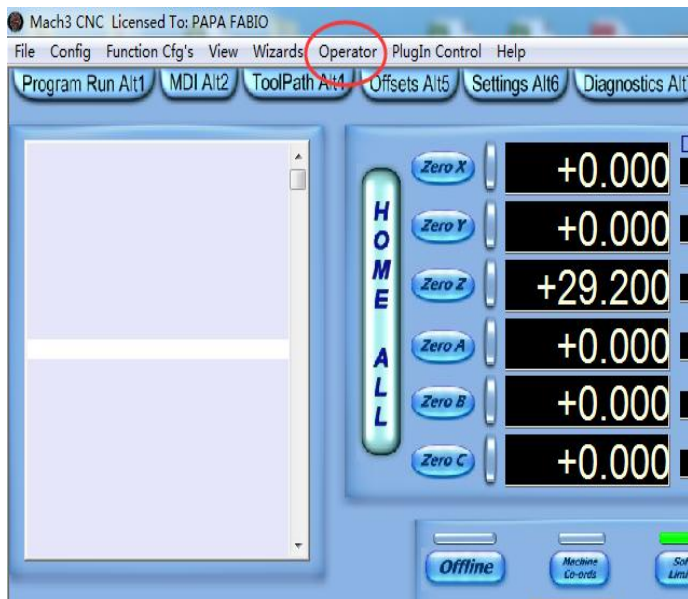 Mach3 CNC Licensed To: PAPA FABIO
File Config Function Cfg's View Wizards Operator PlugIn Control Help
Program Run Alt1 MDI Alt2 ToolPath Alt4 Offsets Alt5 Settings Alt6 Diagnostics Alt
HOME ALL
Zero X +0.000
Zero Y +0.000
Zero Z +29.200
Zero A +0.000
Zero B +0.000
Zero C +0.000
Offline
Machine
Co-ords
Sof
Limi